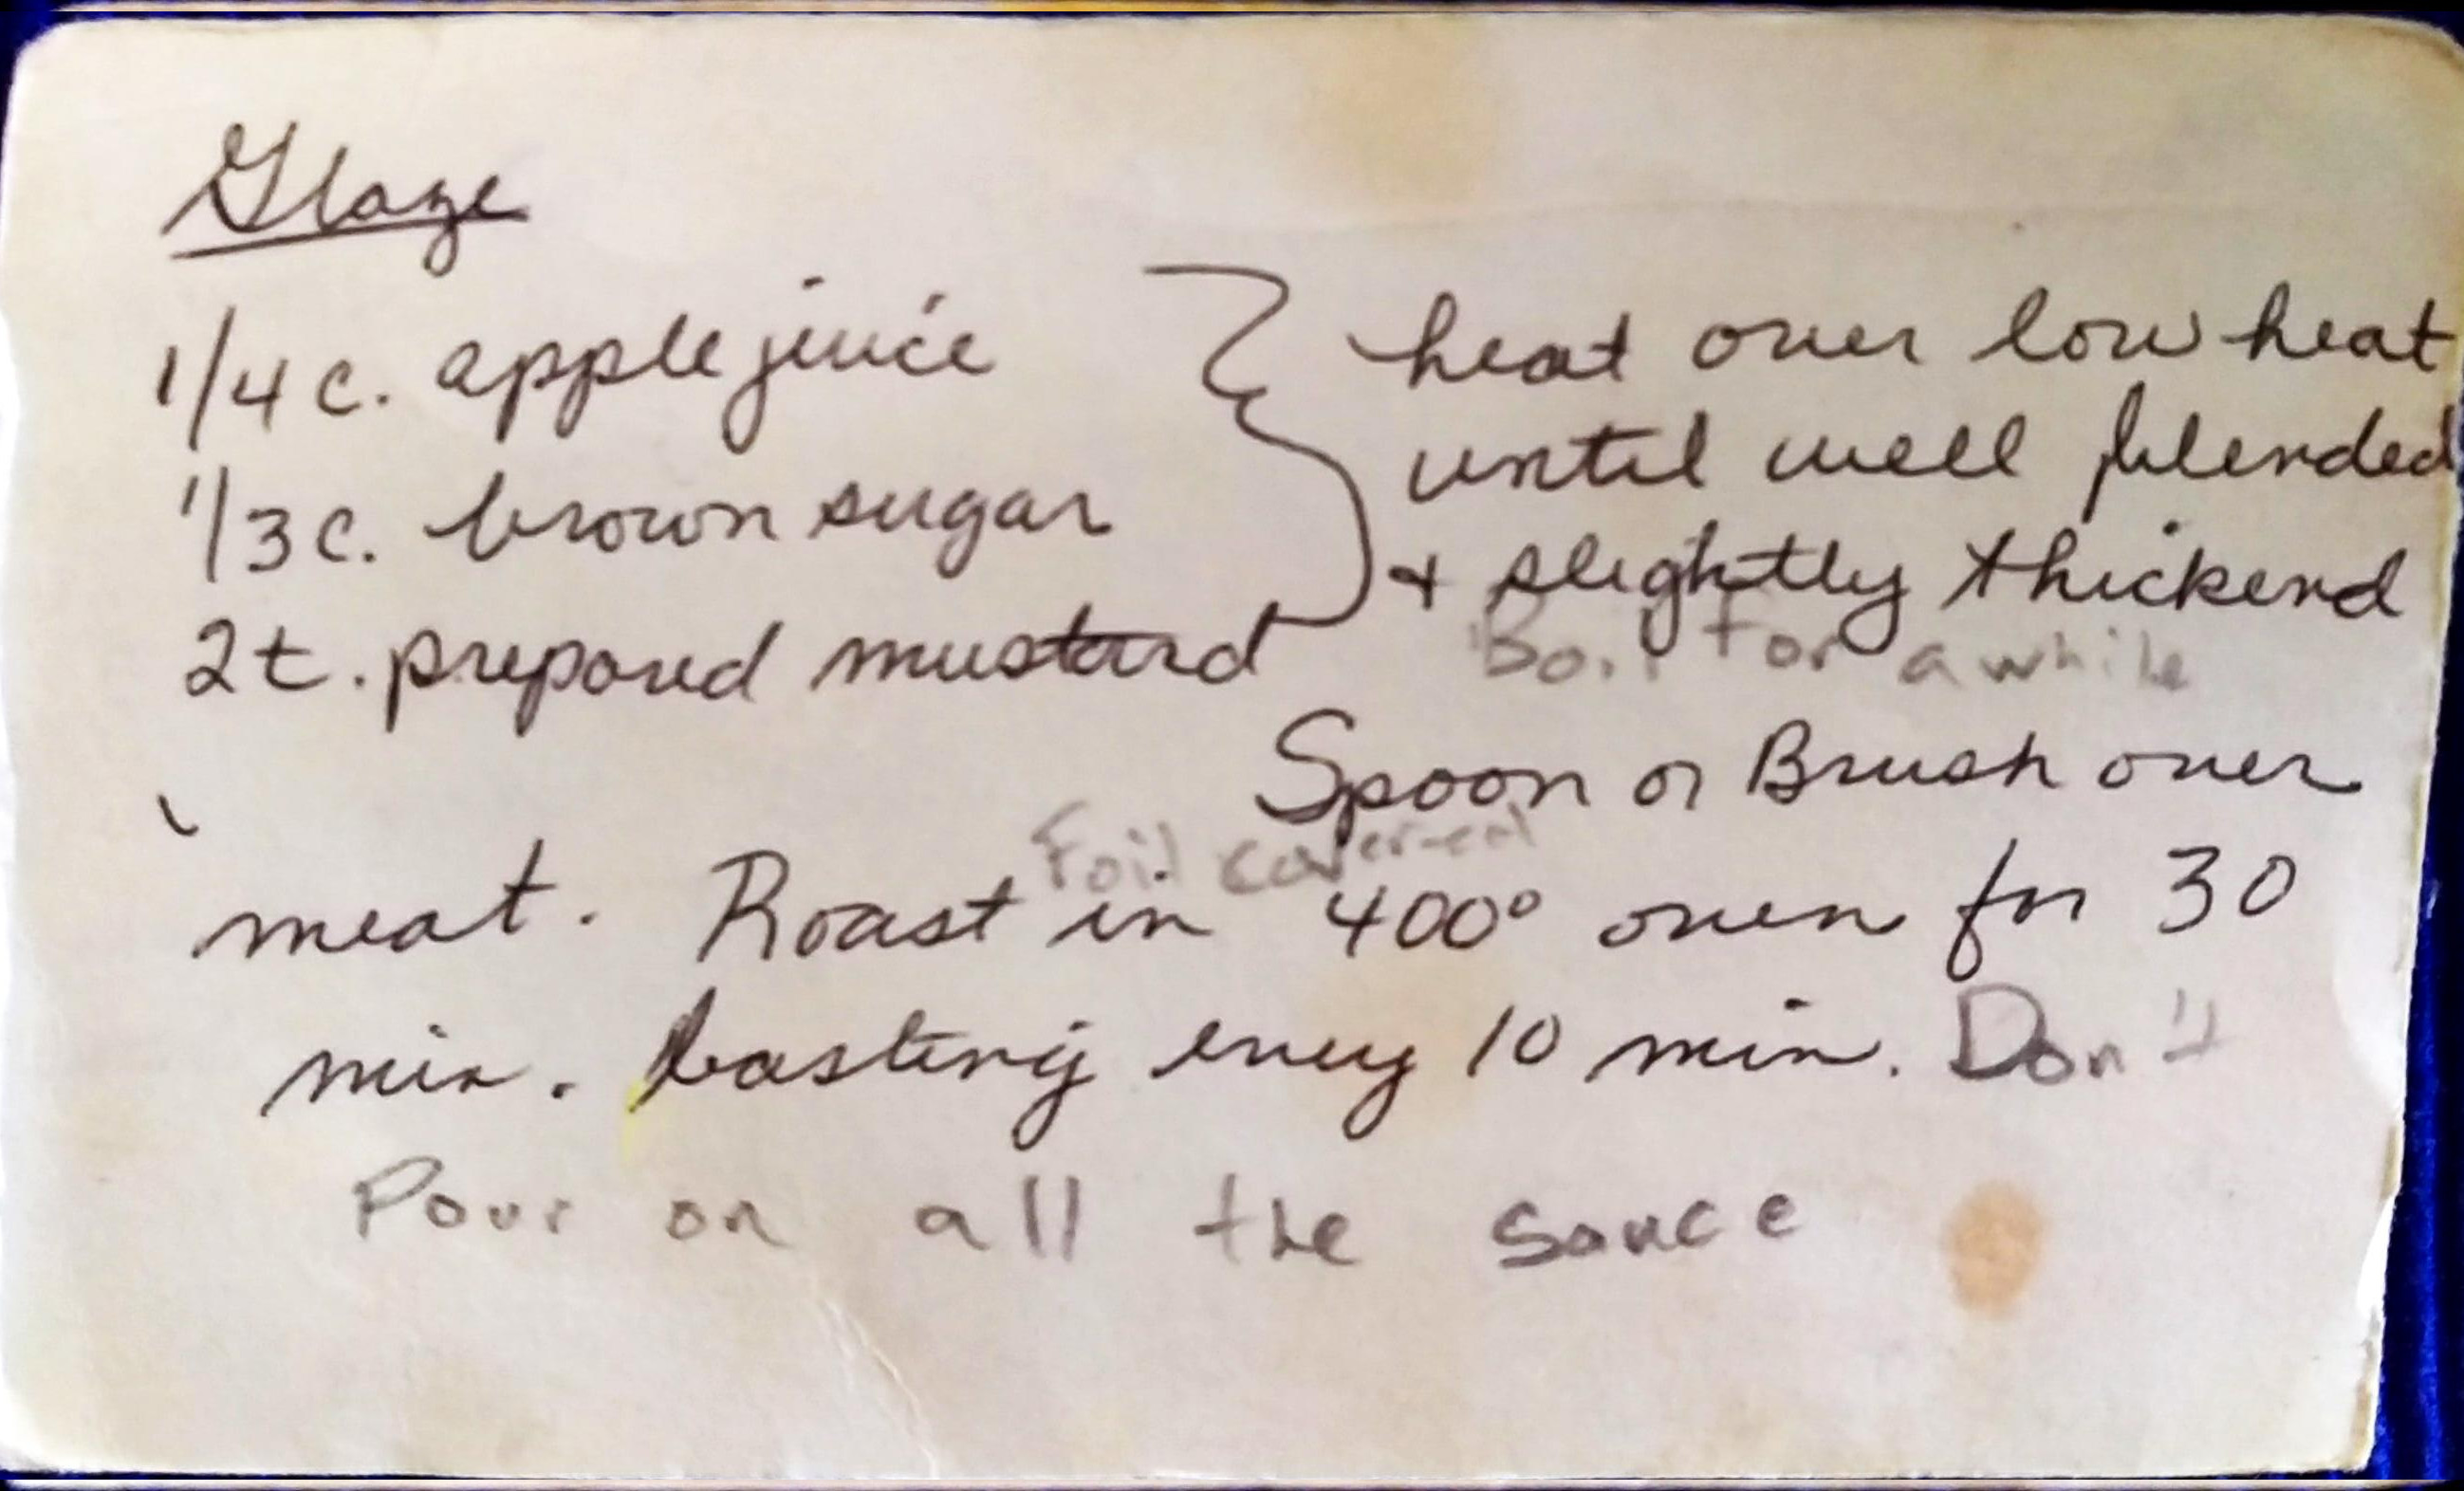 Glaze
1/4 c. apple juice
1/3 c. brown sugar
2 t. prepared mustard
heat over low heat
until well blended
+ slightly thickend
Boil For awhile
Spoon or Brush over
Foil covered
meat. Roast in 400° oven for 30
min. basting every 10 min. Don't
Pour on all the sauce